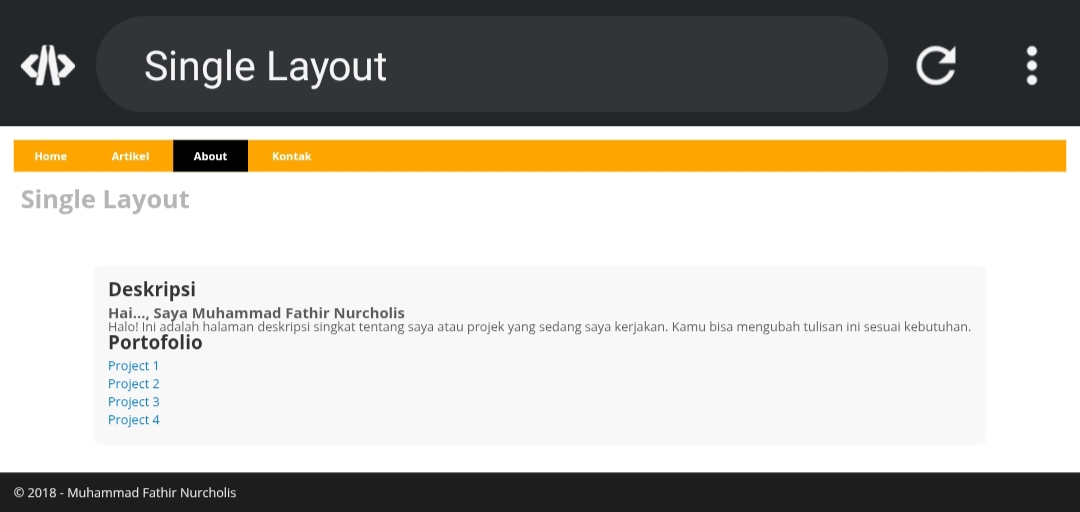 Single Layout
Home Artikel About Kontak
Single Layout
Deskripsi
Hai..., Saya Muhammad Fathir Nurcholis
Halo! Ini adalah halaman deskripsi singkat tentang saya atau projek yang sedang saya kerjakan. Kamu bisa mengubah tulisan ini sesuai kebutuhan.
Portofolio
Project 1
Project 2
Project 3
Project 4
© 2018 - Muhammad Fathir Nurcholis